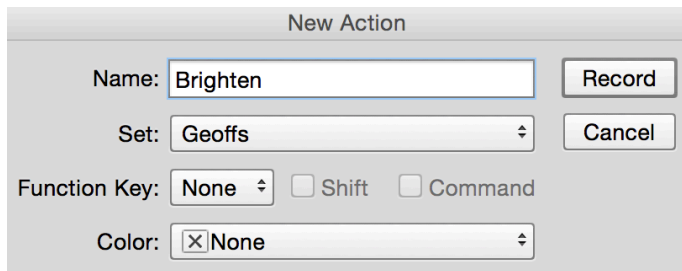 New Action
Name: Brighten Record
Set: Geoffs Cancel
Function Key: None Shift Command
Color: None